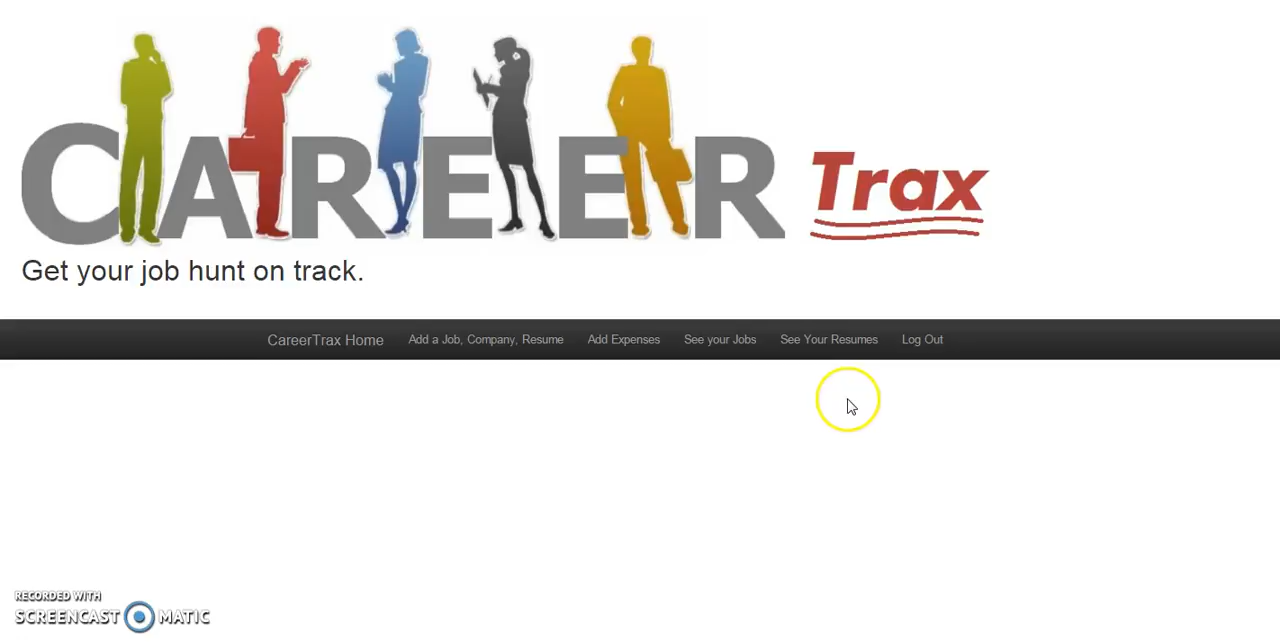 CAREER Trax
Get your job hunt on track.
CareerTrax Home Add a Job, Company, Resume Add Expenses See your Jobs See Your Resumes Log Out
RECORDED WITH
SCREENCAST MATIC